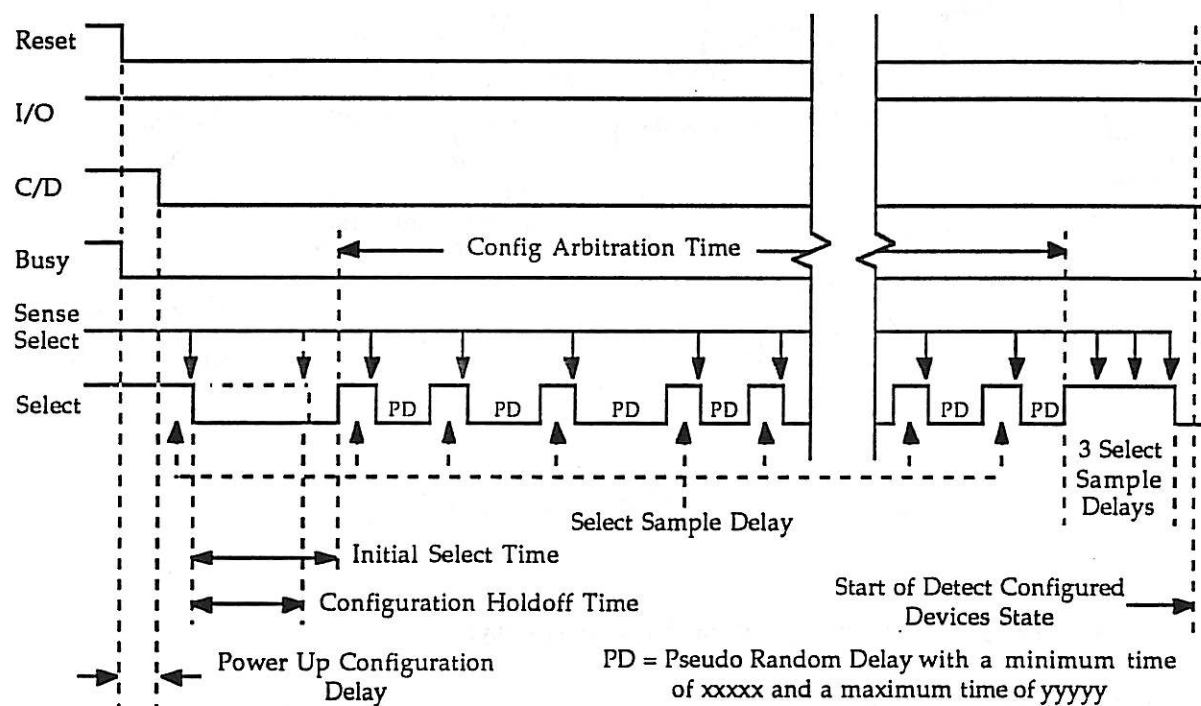 Reset
I/O
C/D
Busy
Config Arbitration Time
Sense
Select
Select
PD PD PD PD PD PD
3 Select
Sample
Delays
Select Sample Delay
Initial Select Time
Configuration Holdoff Time
Start of Detect Configured
Devices State
Power Up Configuration
Delay
PD = Pseudo Random Delay with a minimum time
of xxxxx and a maximum time of yyyyy